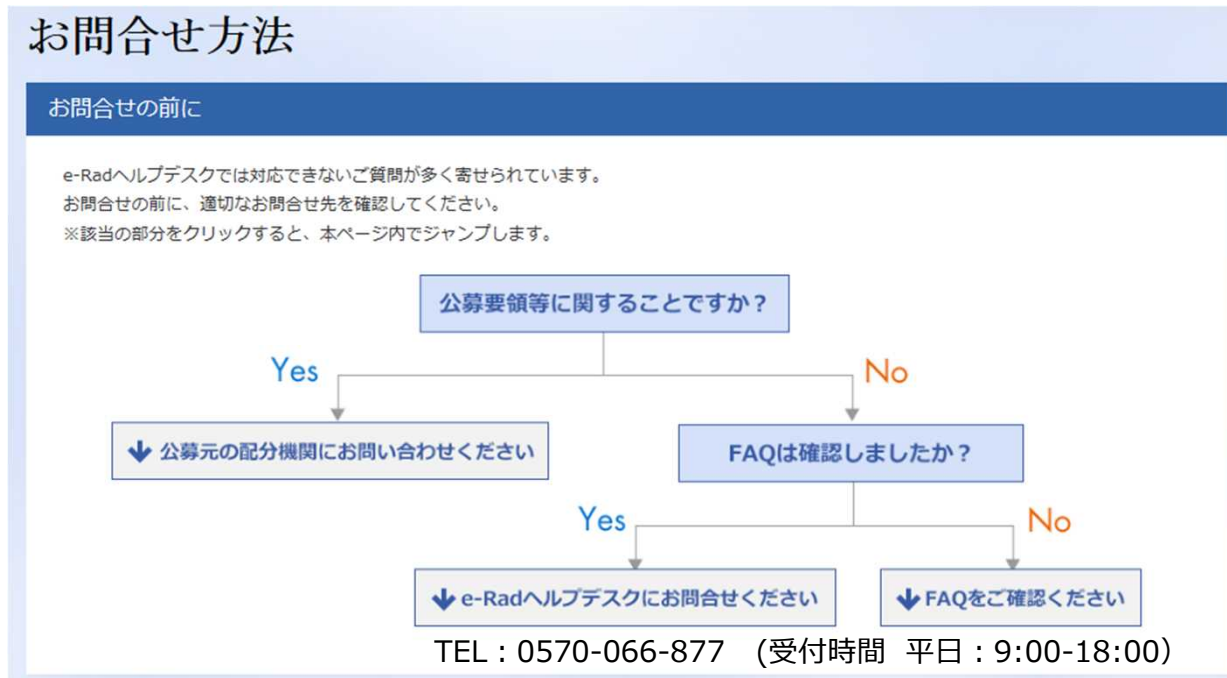 お問合せ方法
お問合せの前に
e-Radヘルプデスクでは対応できないご質問が多く寄せられています。
お問合せの前に、適切なお問合せ先を確認してください。
※該当の部分をクリックすると、本ページ内でジャンプします。
公募要領等に関することですか？
Yes
No
公募元の配分機関にお問い合わせください
FAQは確認しましたか？
Yes
No
e-Radヘルプデスクにお問合せください
FAQをご確認ください
TEL：0570-066-877 (受付時間 平日：9:00-18:00)